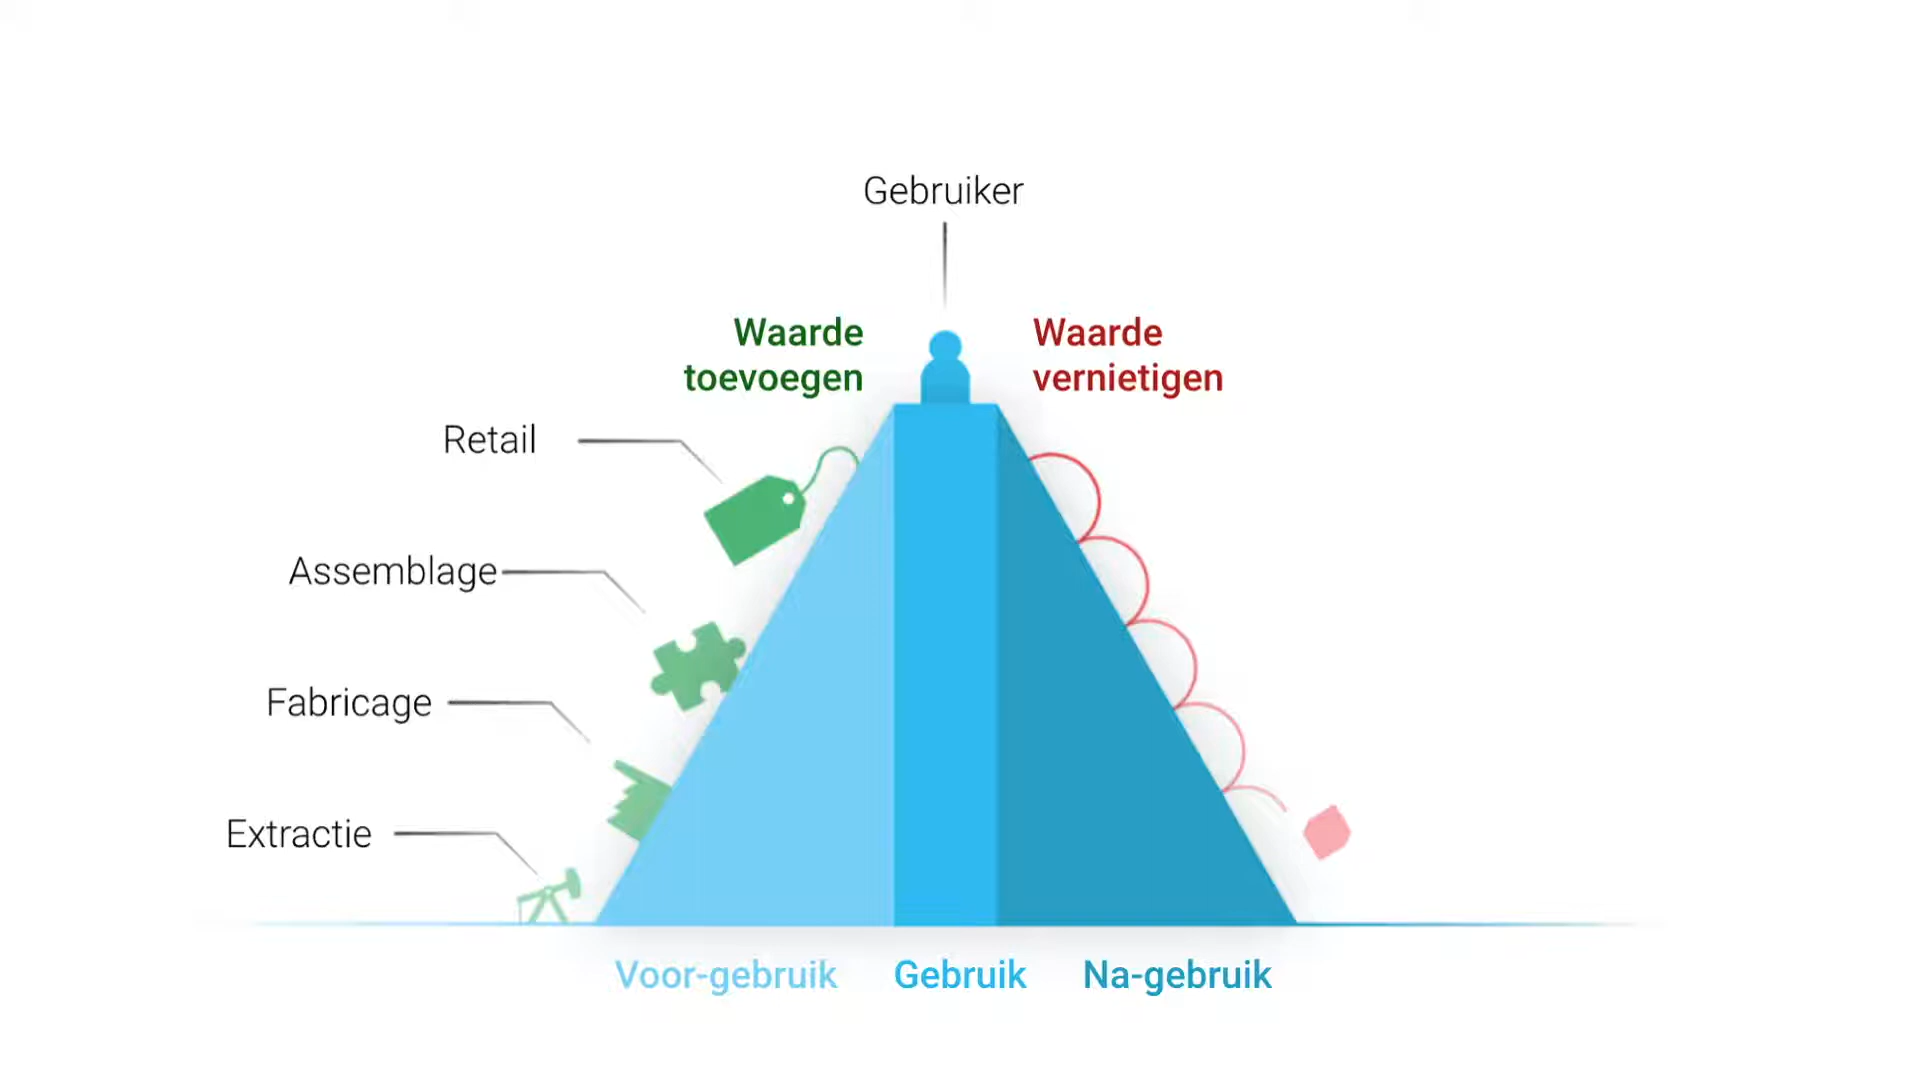 Gebruiker
Waarde
toevoegen
Waarde
vernietigen
Retail
Assemblage
Fabricage
Extractie
Voor-gebruik
Gebruik
Na-gebruik